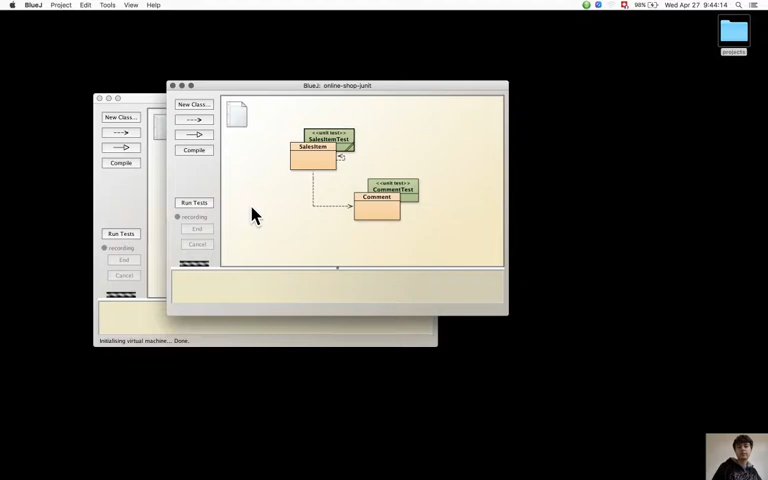 BlueJ Project Edit Tools View Help 98% Wed Apr 27 9:44:14
projects
BlueJ: online-shop-junit
New Class...
Compile
Run Tests
recording
End
Cancel
<<unit test>>
SalesItemTest
SalesItem
<<unit test>>
CommentTest
Comment
New Class...
Compile
Run Tests
recording
End
Cancel
Initialising virtual machine... Done.